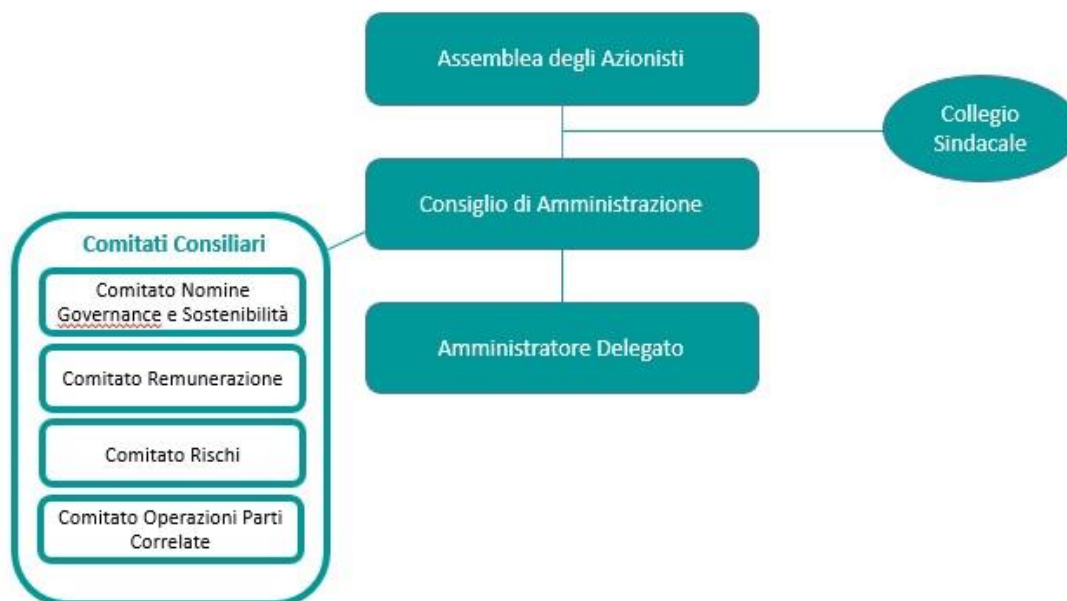 Assemblea degli Azionisti
Collegio
Sindacale
Consiglio di Amministrazione
Comitati Consiliari
Comitato Nomine
Governance e Sostenibilità
Comitato Remunerazione
Comitato Rischi
Comitato Operazioni Parti
Correlate
Amministratore Delegato